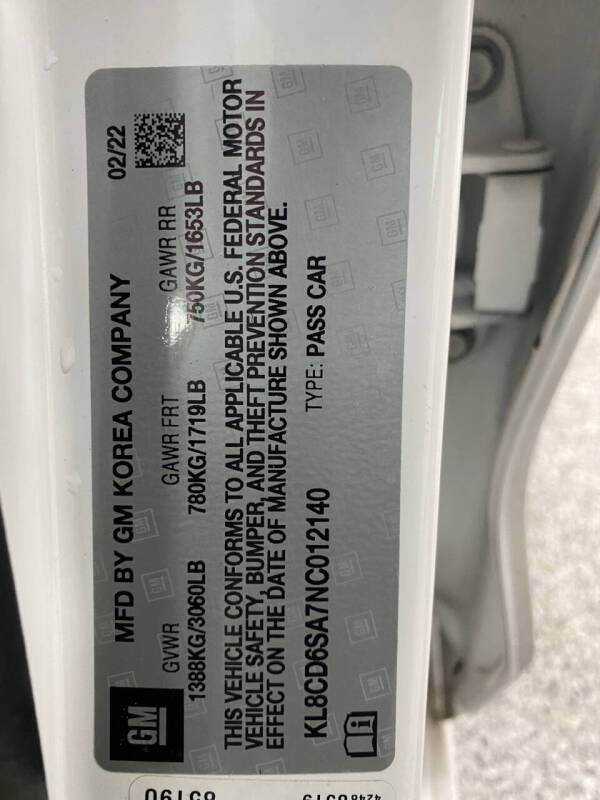 MFD BY GM KOREA COMPANY 02/22
GVWR GAWR FRT GAWR RR
1388KG/3060LB 780KG/1719LB 750KG/1653LB
THIS VEHICLE CONFORMS TO ALL APPLICABLE U.S. FEDERAL MOTOR
VEHICLE SAFETY, BUMPER, AND THEFT PREVENTION STANDARDS IN
EFFECT ON THE DATE OF MANUFACTURE SHOWN ABOVE.
KL8CD6SA7NC012140 TYPE: PASS CAR
GM